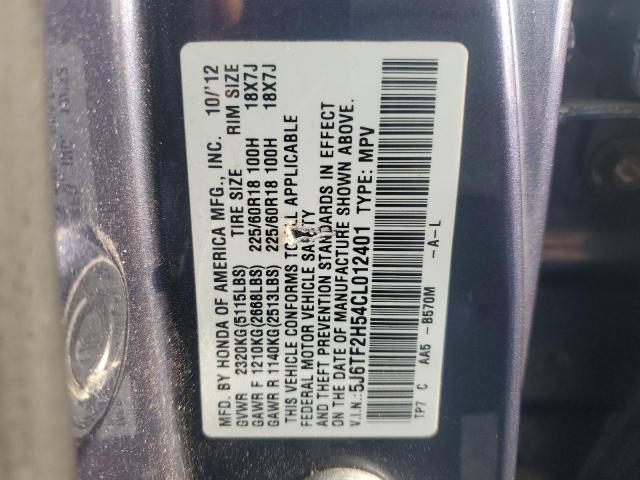 MFD. BY HONDA OF AMERICA MFG., INC. 10/'12
GVWR 2320KG(5115LBS) TIRE SIZE RIM SIZE
GAWR F 1210KG(2668LBS) 225/60R18 100H 18X7J
GAWR R 1140KG(2513LBS) 225/60R18 100H 18X7J
THIS VEHICLE CONFORMS TO ALL APPLICABLE
FEDERAL MOTOR VEHICLE SAFETY
AND THEFT PREVENTION STANDARDS IN EFFECT
ON THE DATE OF MANUFACTURE SHOWN ABOVE.
V.I.N.: 5J6TF2H54CL012401 TYPE: MPV
TP7 C AA5 -B570M -A-L